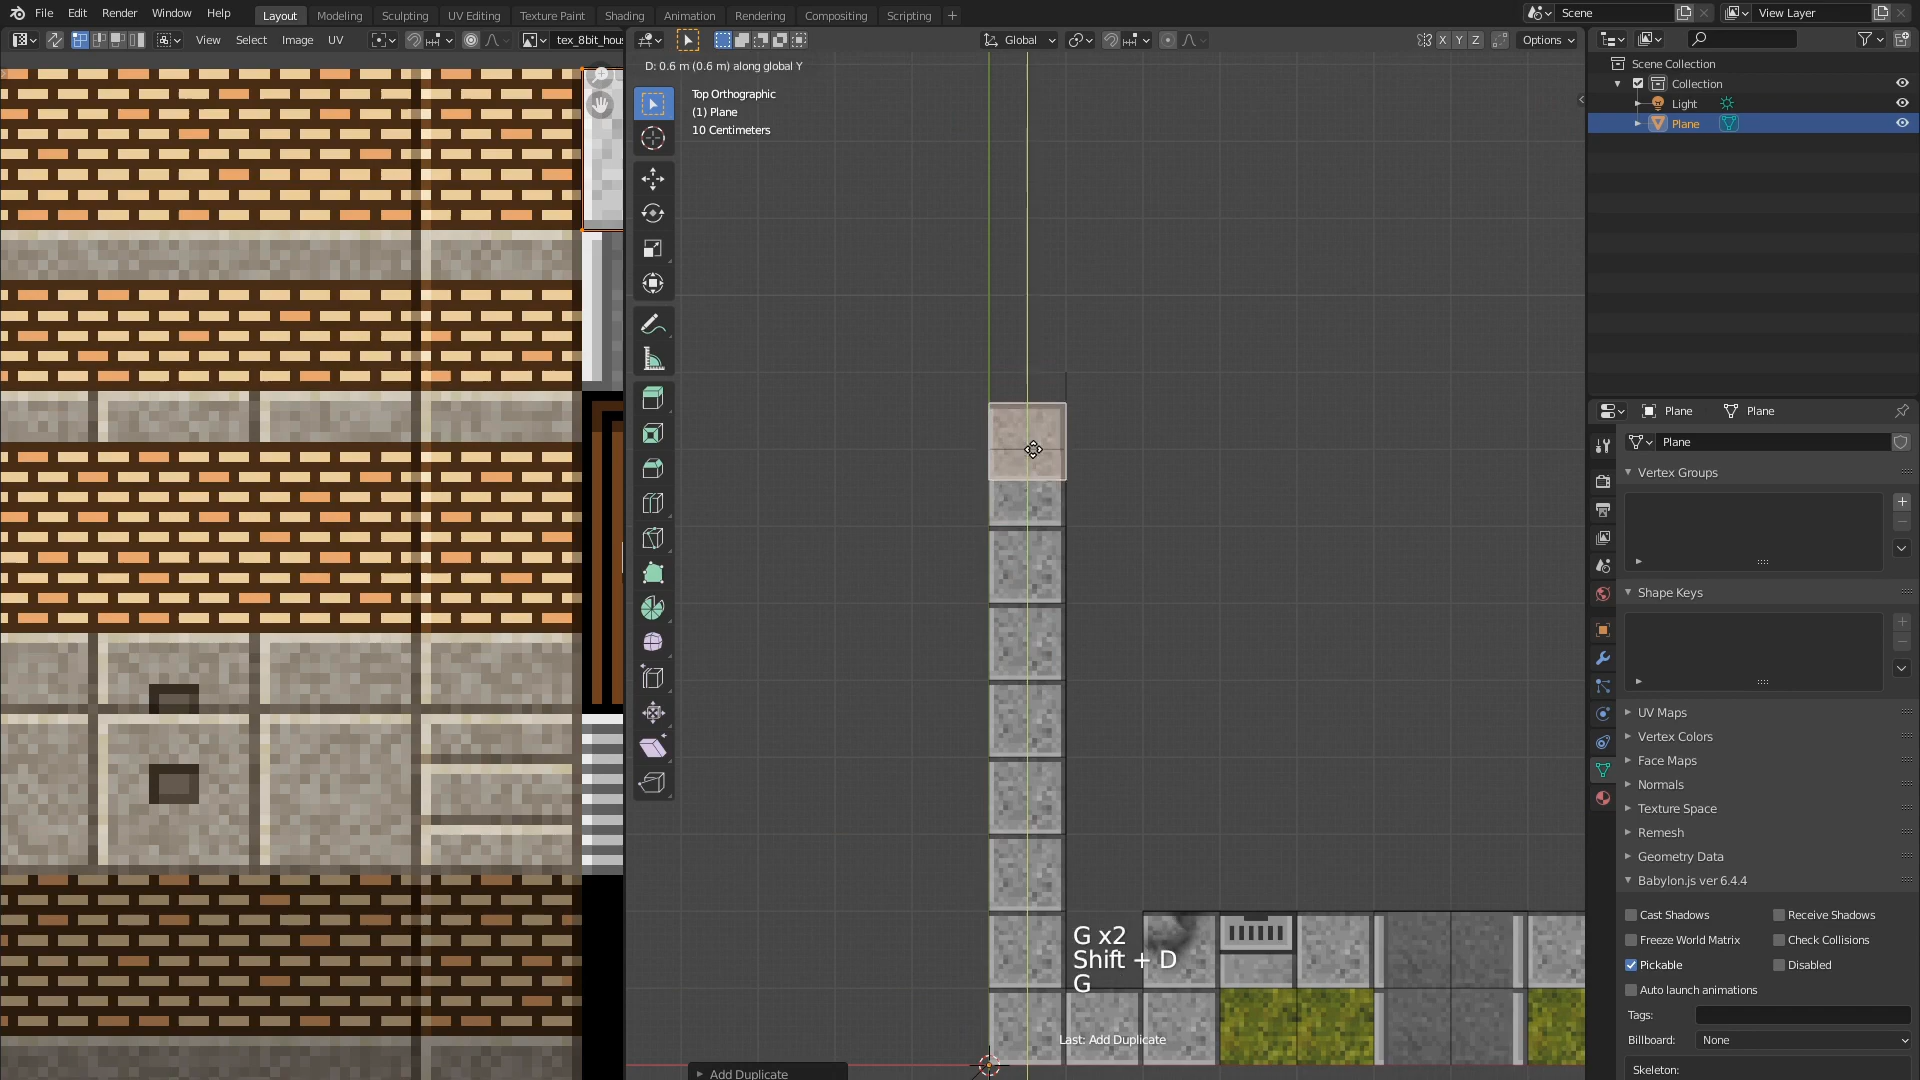 File Edit Render Window Help
Layout Modeling Sculpting UV Editing Texture Paint Shading Animation Rendering Compositing Scripting +
Scene
View Layer
View Select Image UV
tex_8bit_hou
Global
X Y Z
Options
D: 0.6 m (0.6 m) along global Y
Top Orthographic
(1) Plane
10 Centimeters
Scene Collection
Collection
Light
Plane
Plane Plane
Plane
Vertex Groups
Shape Keys
UV Maps
Vertex Colors
Face Maps
Normals
Texture Space
Remesh
Geometry Data
Babylon.js ver 6.4.4
Cast Shadows Receive Shadows
Freeze World Matrix Check Collisions
Pickable Disabled
Auto launch animations
Tags:
Billboard: None
Skeleton:
G x2
Shift + D
G
Last: Add Duplicate
Add Duplicate